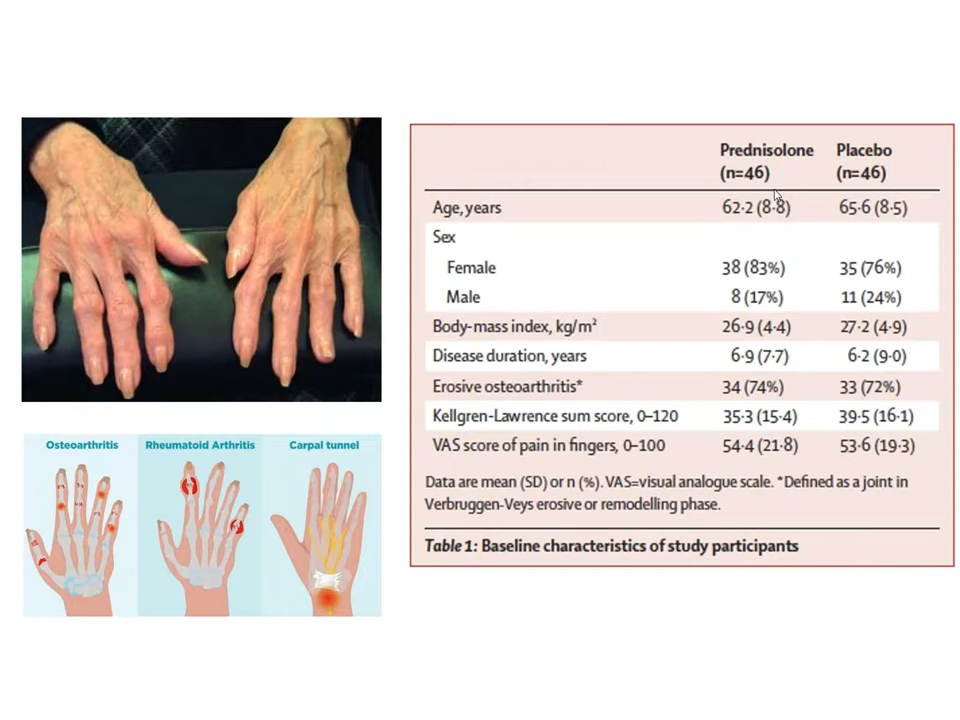 Osteoarthritis Rheumatoid Arthritis Carpal tunnel
Prednisolone Placebo
(n=46) (n=46)
Age, years 62·2 (8·8) 65·6 (8·5)
Sex
Female 38 (83%) 35 (76%)
Male 8 (17%) 11 (24%)
Body-mass index, kg/m² 26·9 (4·4) 27·2 (4·9)
Disease duration, years 6·9 (7·7) 6·2 (9·0)
Erosive osteoarthritis* 34 (74%) 33 (72%)
Kellgren-Lawrence sum score, 0–120 35·3 (15·4) 39·5 (16·1)
VAS score of pain in fingers, 0–100 54·4 (21·8) 53·6 (19·3)
Data are mean (SD) or n (%). VAS=visual analogue scale. *Defined as a joint in
Verbruggen-Veys erosive or remodelling phase.
Table 1: Baseline characteristics of study participants